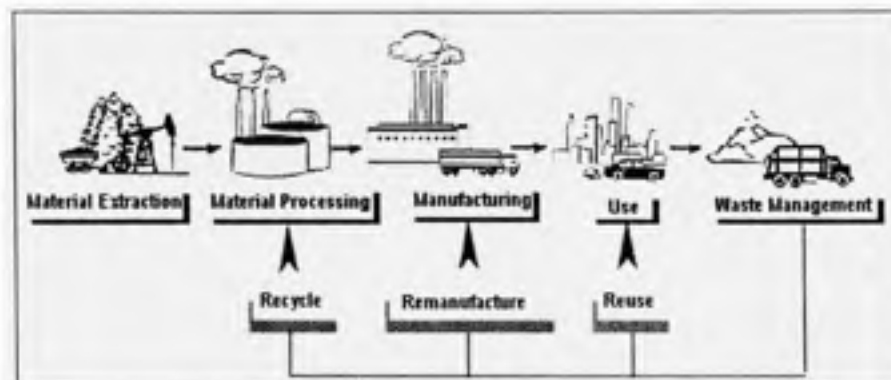 Material Extraction
Material Processing
Manufacturing
Use
Waste Management
Recycle
Remanufacture
Reuse